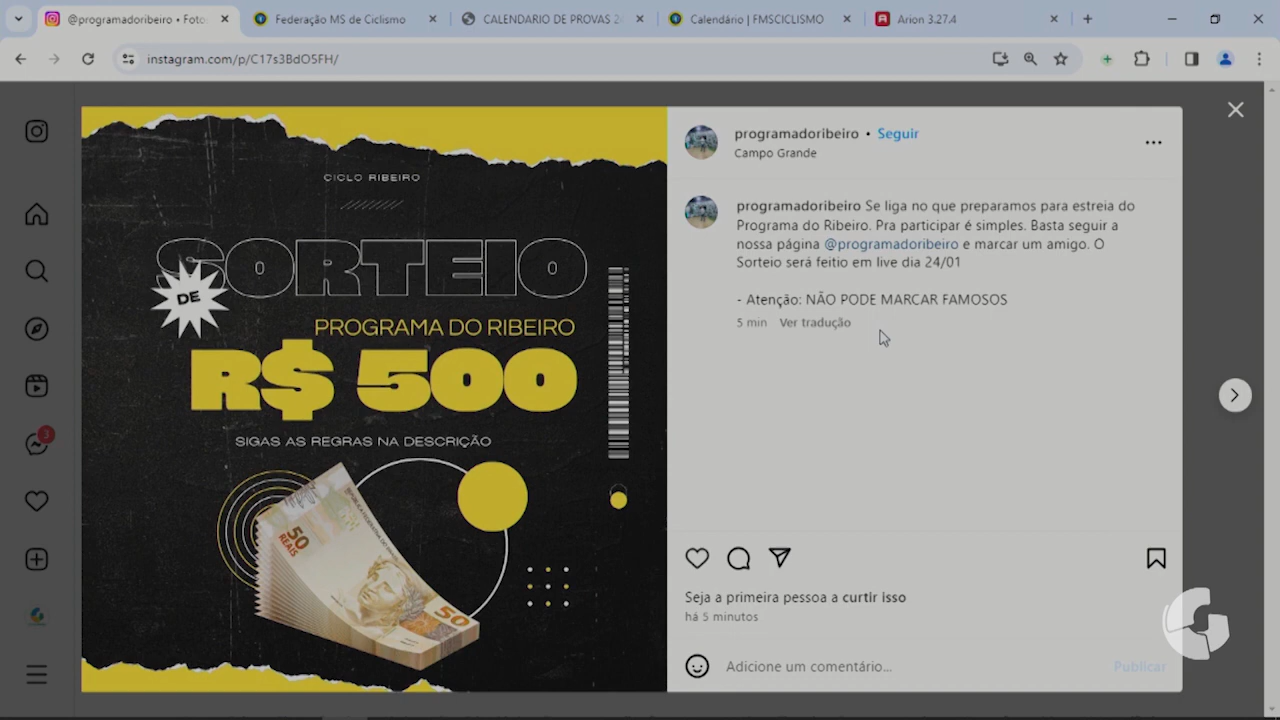 @programadoribeiro • Foto
Federação MS de Ciclismo
CALENDARIO DE PROVAS 2
Calendário | FMSCICLISMO
Arion 3.27.4
instagram.com/p/C17s3BdO5FH/
CICLO RIBEIRO
SORTEIO
DE
PROGRAMA DO RIBEIRO
R$ 500
SIGAS AS REGRAS NA DESCRIÇÃO
50
REAIS
50
programadoribeiro • Seguir
Campo Grande
programadoribeiro Se liga no que preparamos para estreia do
Programa do Ribeiro. Pra participar é simples. Basta seguir a
nossa página @programadoribeiro e marcar um amigo. O
Sorteio será feitio em live dia 24/01
- Atenção: NÃO PODE MARCAR FAMOSOS
5 min Ver tradução
3
Seja a primeira pessoa a curtir isso
há 5 minutos
Adicione um comentário...
Publicar